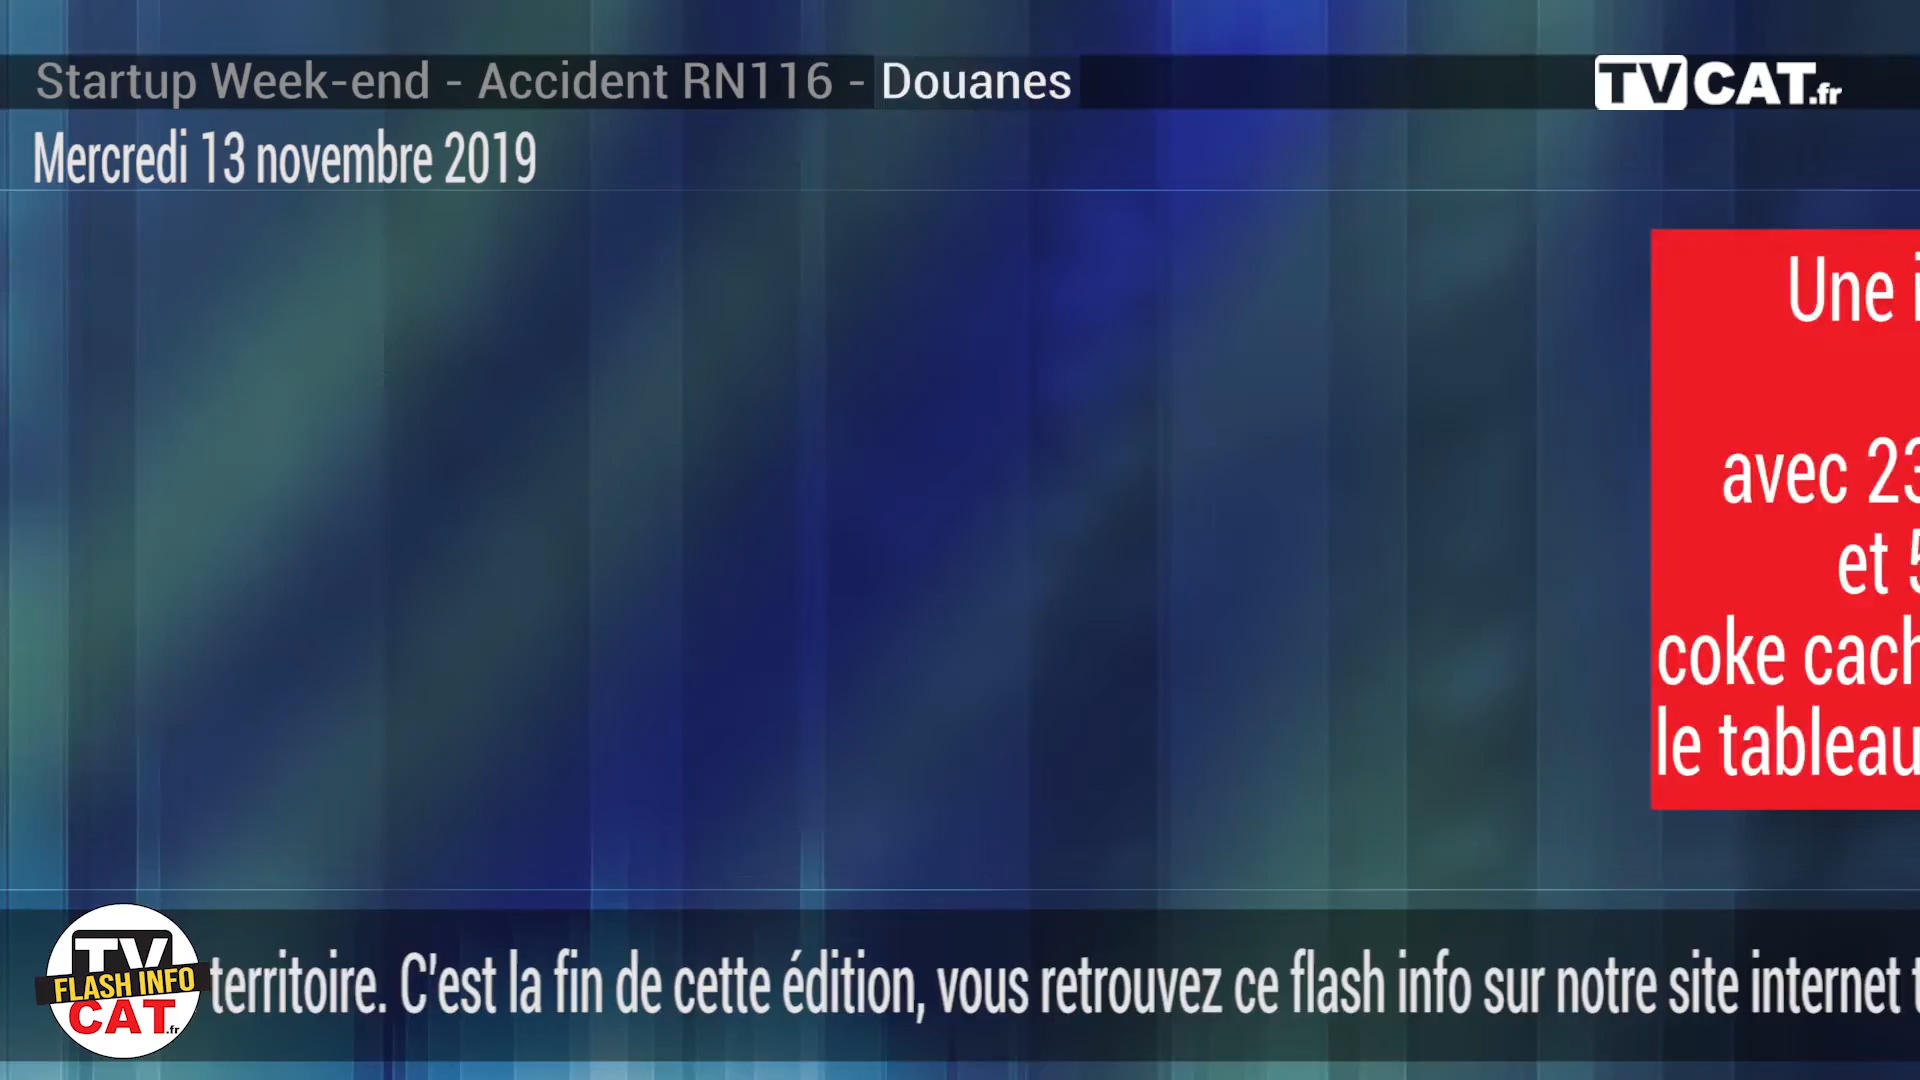 Startup Week-end - Accident RN116 - Douanes
TVCAT.fr
Mercredi 13 novembre 2019
Une
avec 23
et 5
coke cach
le tableau
TV
FLASH INFO
CAT.fr
territoire. C'est la fin de cette édition, vous retrouvez ce flash info sur notre site internet t